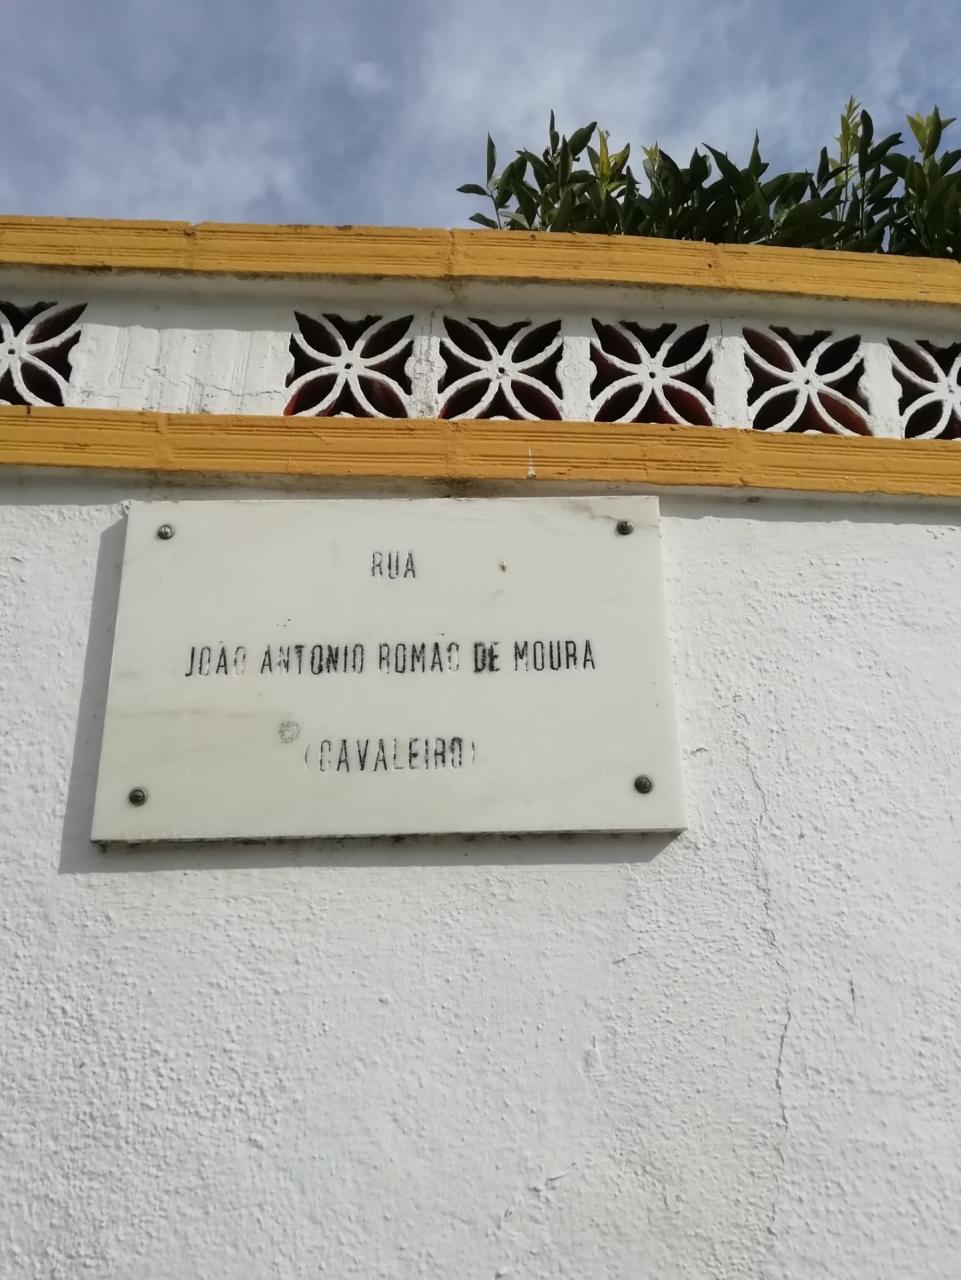 RUA
JOÃO ANTONIO ROMÃO DE MOURA
(CAVALEIRO)